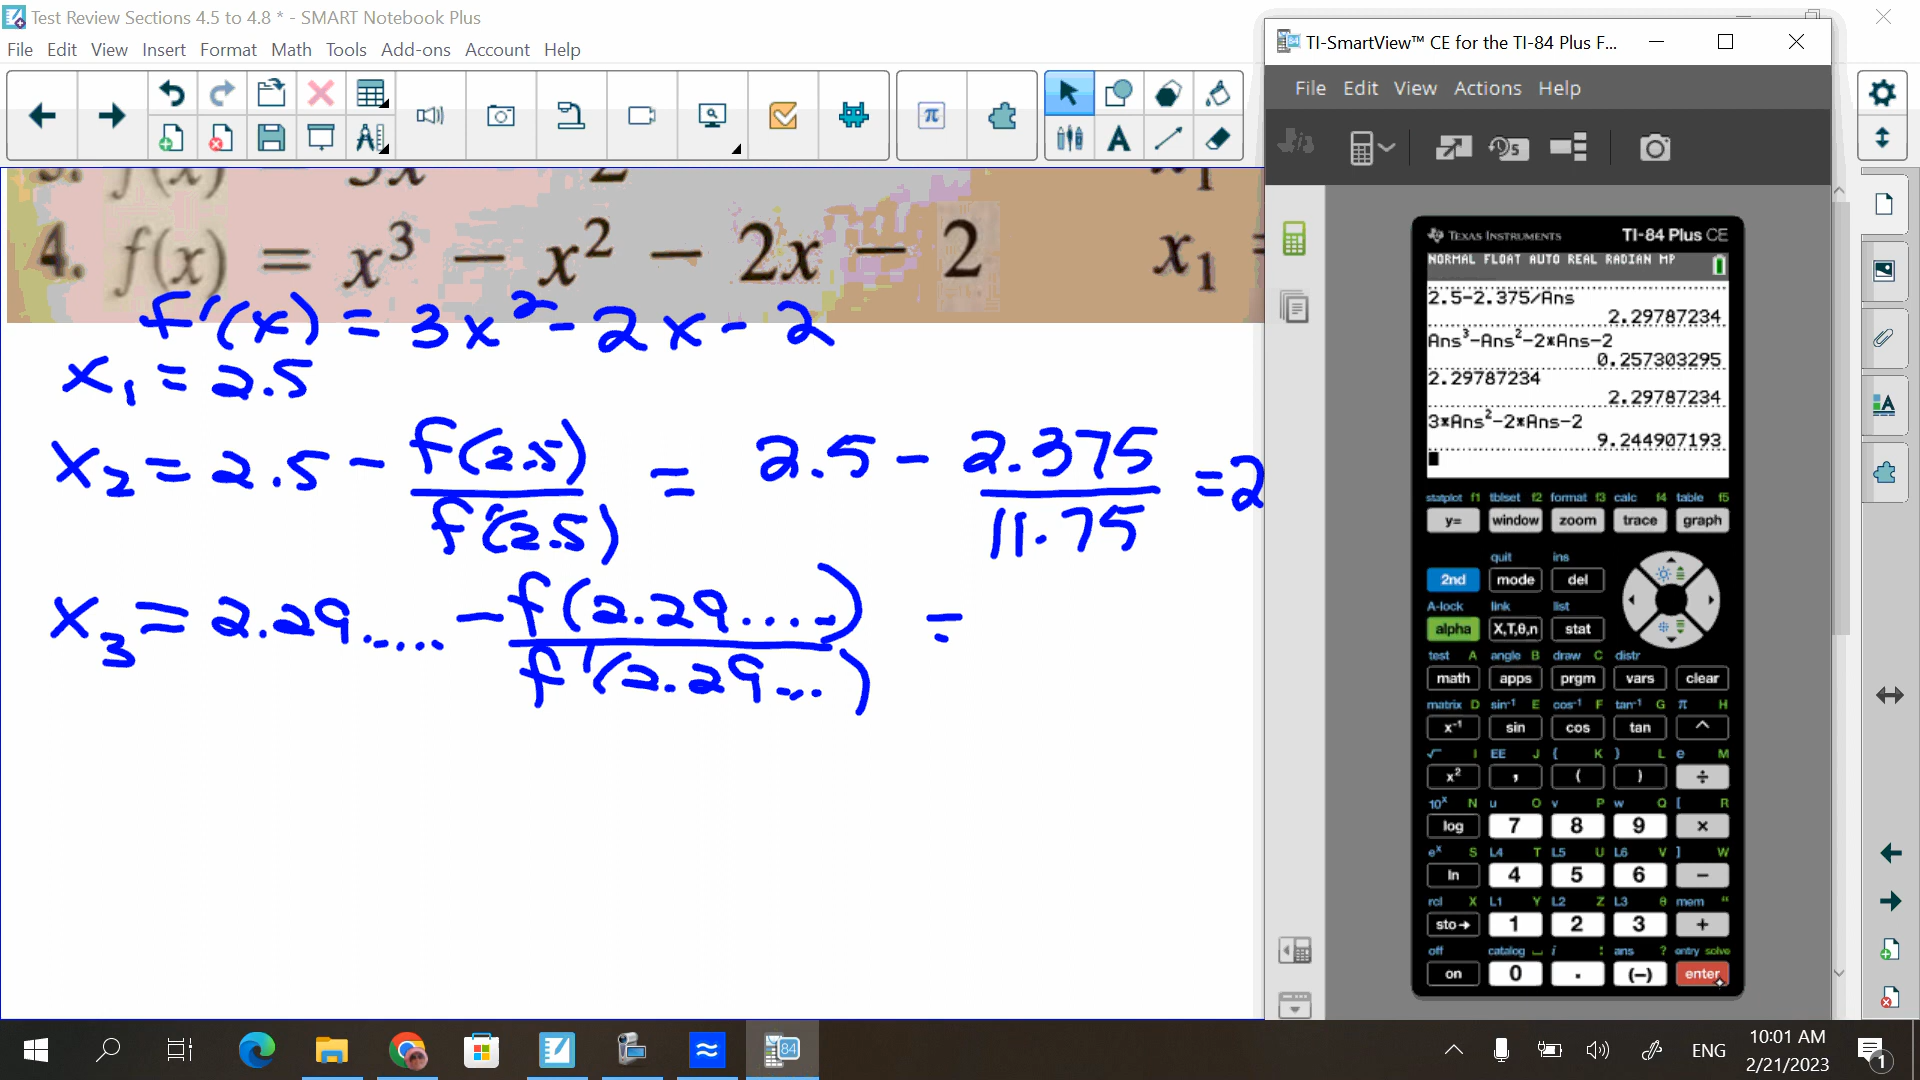 Test Review Sections 4.5 to 4.8 * - SMART Notebook Plus
File Edit View Insert Format Math Tools Add-ons Account Help
4. f(x) = x³ − x² − 2x − 2 x₁ =
f'(x) = 3x² - 2x - 2
x₁ = 2.5
x₂ = 2.5 - f(2.5)/f'(2.5) = 2.5 - 2.375/11.75 = 2
x₃ = 2.29..... - f(2.29.....)/f'(2.29...) =
TI-SmartView™ CE for the TI-84 Plus F...
File Edit View Actions Help
TEXAS INSTRUMENTS TI-84 Plus CE
NORMAL FLOAT AUTO REAL RADIAN MP
2.5-2.375/Ans
2.29787234
Ans³-Ans²-2*Ans-2
0.257303295
2.29787234
2.29787234
3*Ans²-2*Ans-2
9.244907193
statplot f1 tblset f2 format f3 calc f4 table f5
y= window zoom trace graph
quit ins
2nd mode del
A-lock link list
alpha X,T,θ,n stat
test A angle B draw C distr
math apps prgm vars clear
matrix D sin⁻¹ E cos⁻¹ F tan⁻¹ G π H
x⁻¹ sin cos tan ^
√ I EE J { K } L e M
x² , ( ) ÷
10ˣ N u O v P w Q [ R
log 7 8 9 ×
eˣ S L4 T L5 U L6 V ] W
ln 4 5 6 −
rcl X L1 Y L2 Z L3 θ mem "
sto→ 1 2 3 +
off catalog i : ans ? entry solve
on 0 . (−) enter
84
ENG
10:01 AM
2/21/2023
1